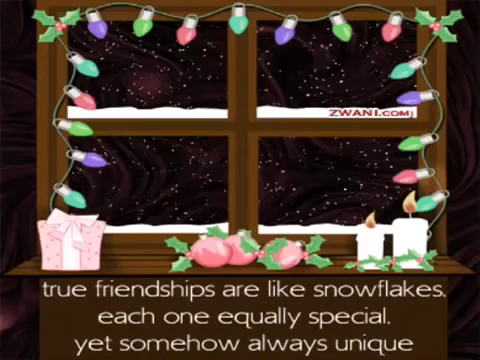 ZWANI.COM
true friendships are like snowflakes.
each one equally special.
yet somehow always unique